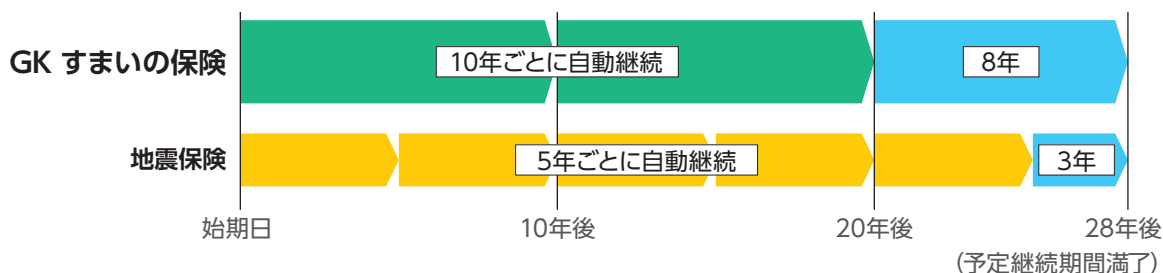 GK すまいの保険
10年ごとに自動継続
8年
地震保険
5年ごとに自動継続
3年
始期日
10年後
20年後
28年後
(予定継続期間満了)